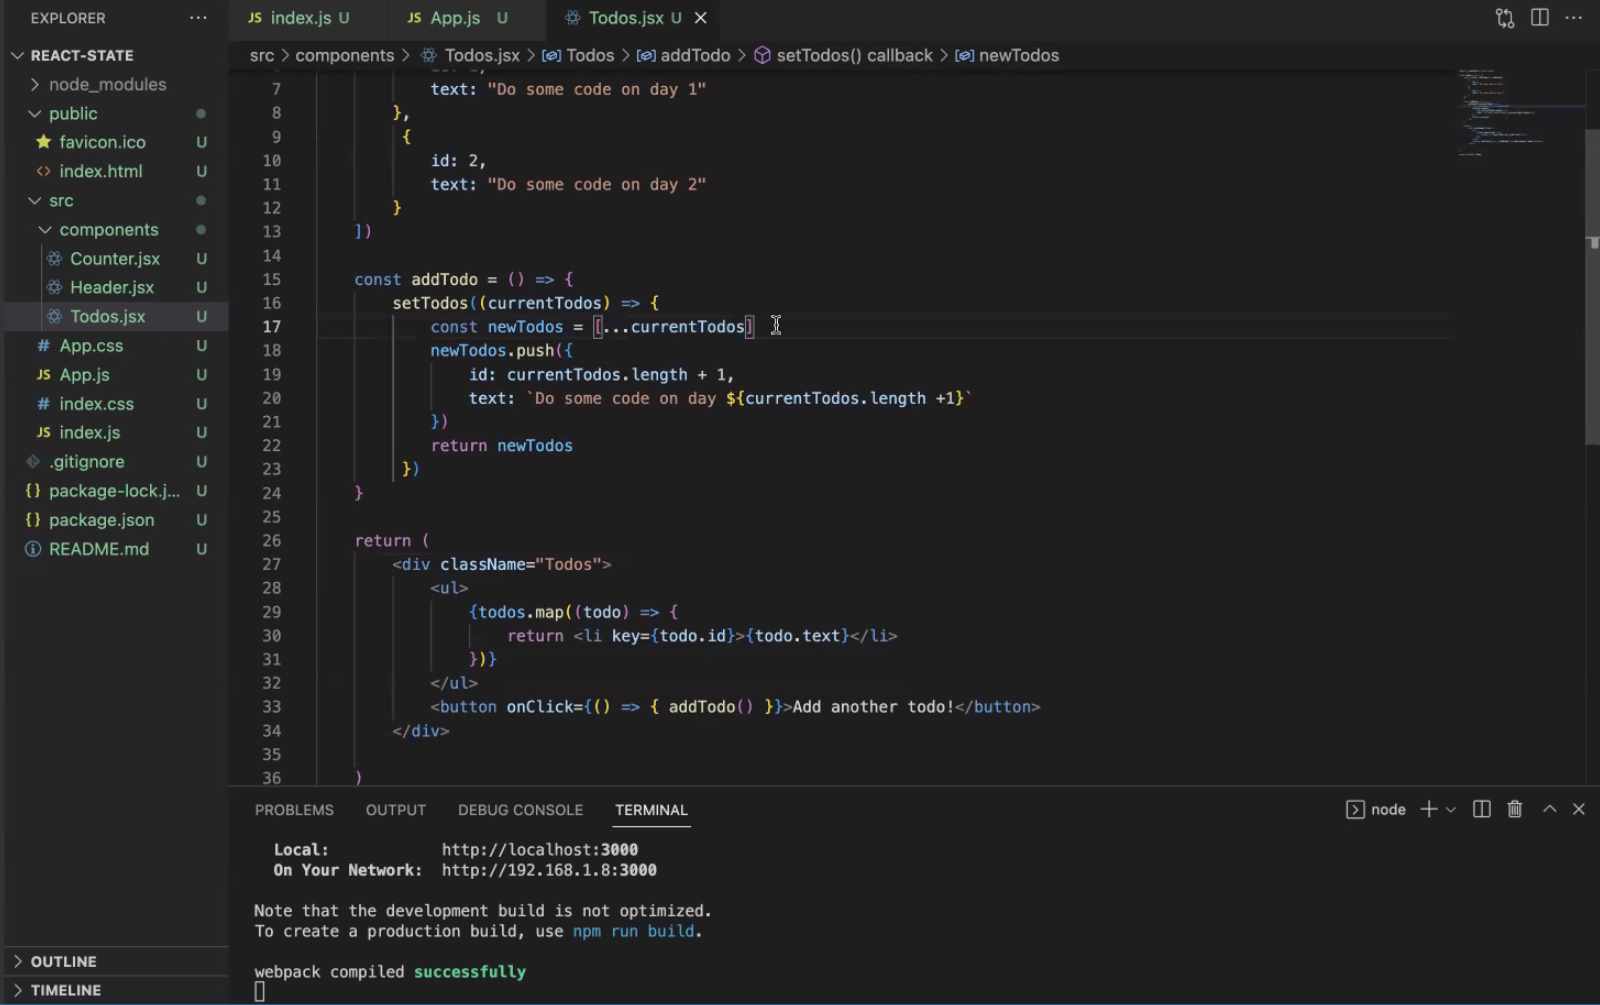 EXPLORER
REACT-STATE
node_modules
public
favicon.ico U
index.html U
src
components
Counter.jsx U
Header.jsx U
Todos.jsx U
# App.css U
JS App.js U
# index.css U
JS index.js U
.gitignore U
{} package-lock.j... U
{} package.json U
README.md U
OUTLINE
TIMELINE
JS index.js U
JS App.js U
Todos.jsx U
src > components > Todos.jsx > Todos > addTodo > setTodos() callback > newTodos
7 text: "Do some code on day 1"
8 },
9 {
10 id: 2,
11 text: "Do some code on day 2"
12 }
13 ])
14
15 const addTodo = () => {
16 setTodos((currentTodos) => {
17 const newTodos = [...currentTodos]
18 newTodos.push({
19 id: currentTodos.length + 1,
20 text: `Do some code on day ${currentTodos.length +1}`
21 })
22 return newTodos
23 })
24 }
25
26 return (
27 <div className="Todos">
28 <ul>
29 {todos.map((todo) => {
30 return <li key={todo.id}>{todo.text}</li>
31 })}
32 </ul>
33 <button onClick={() => { addTodo() }}>Add another todo!</button>
34 </div>
35
36 )
PROBLEMS OUTPUT DEBUG CONSOLE TERMINAL
node
Local: http://localhost:3000
On Your Network: http://192.168.1.8:3000
Note that the development build is not optimized.
To create a production build, use npm run build.
webpack compiled successfully